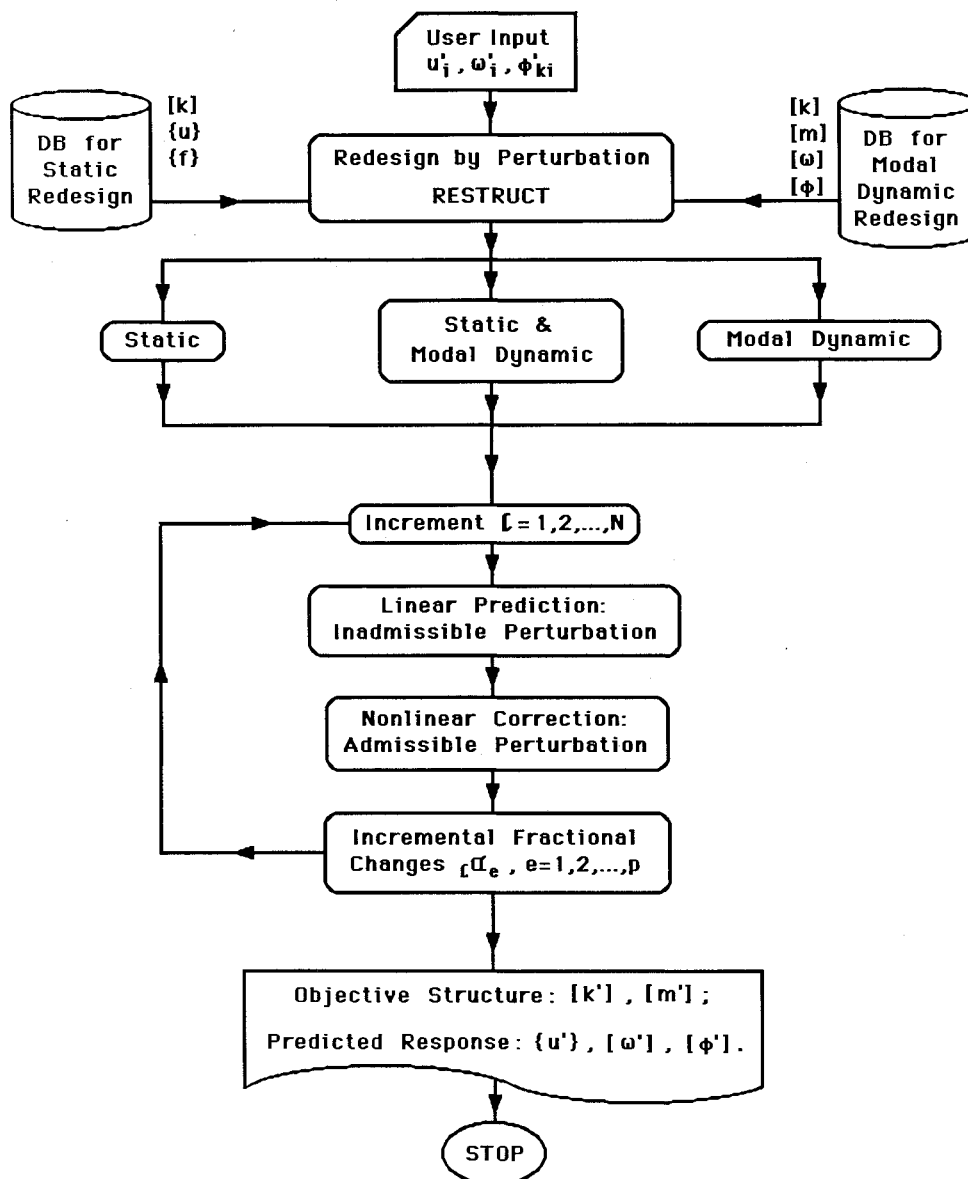 User Input
u'i , ω'i , ϕ'ki
DB for
Static
Redesign
[k]
{u}
{f}
Redesign by Perturbation
RESTRUCT
[k]
[m]
[ω]
[ϕ]
DB for
Modal
Dynamic
Redesign
Static
Static &
Modal Dynamic
Modal Dynamic
Increment ℓ = 1,2,...,N
Linear Prediction:
Inadmissible Perturbation
Nonlinear Correction:
Admissible Perturbation
Incremental Fractional
Changes ℓαe , e=1,2,...,p
Objective Structure: [k'] , [m'] ;
Predicted Response: {u'} , [ω'] , [ϕ'] .
STOP